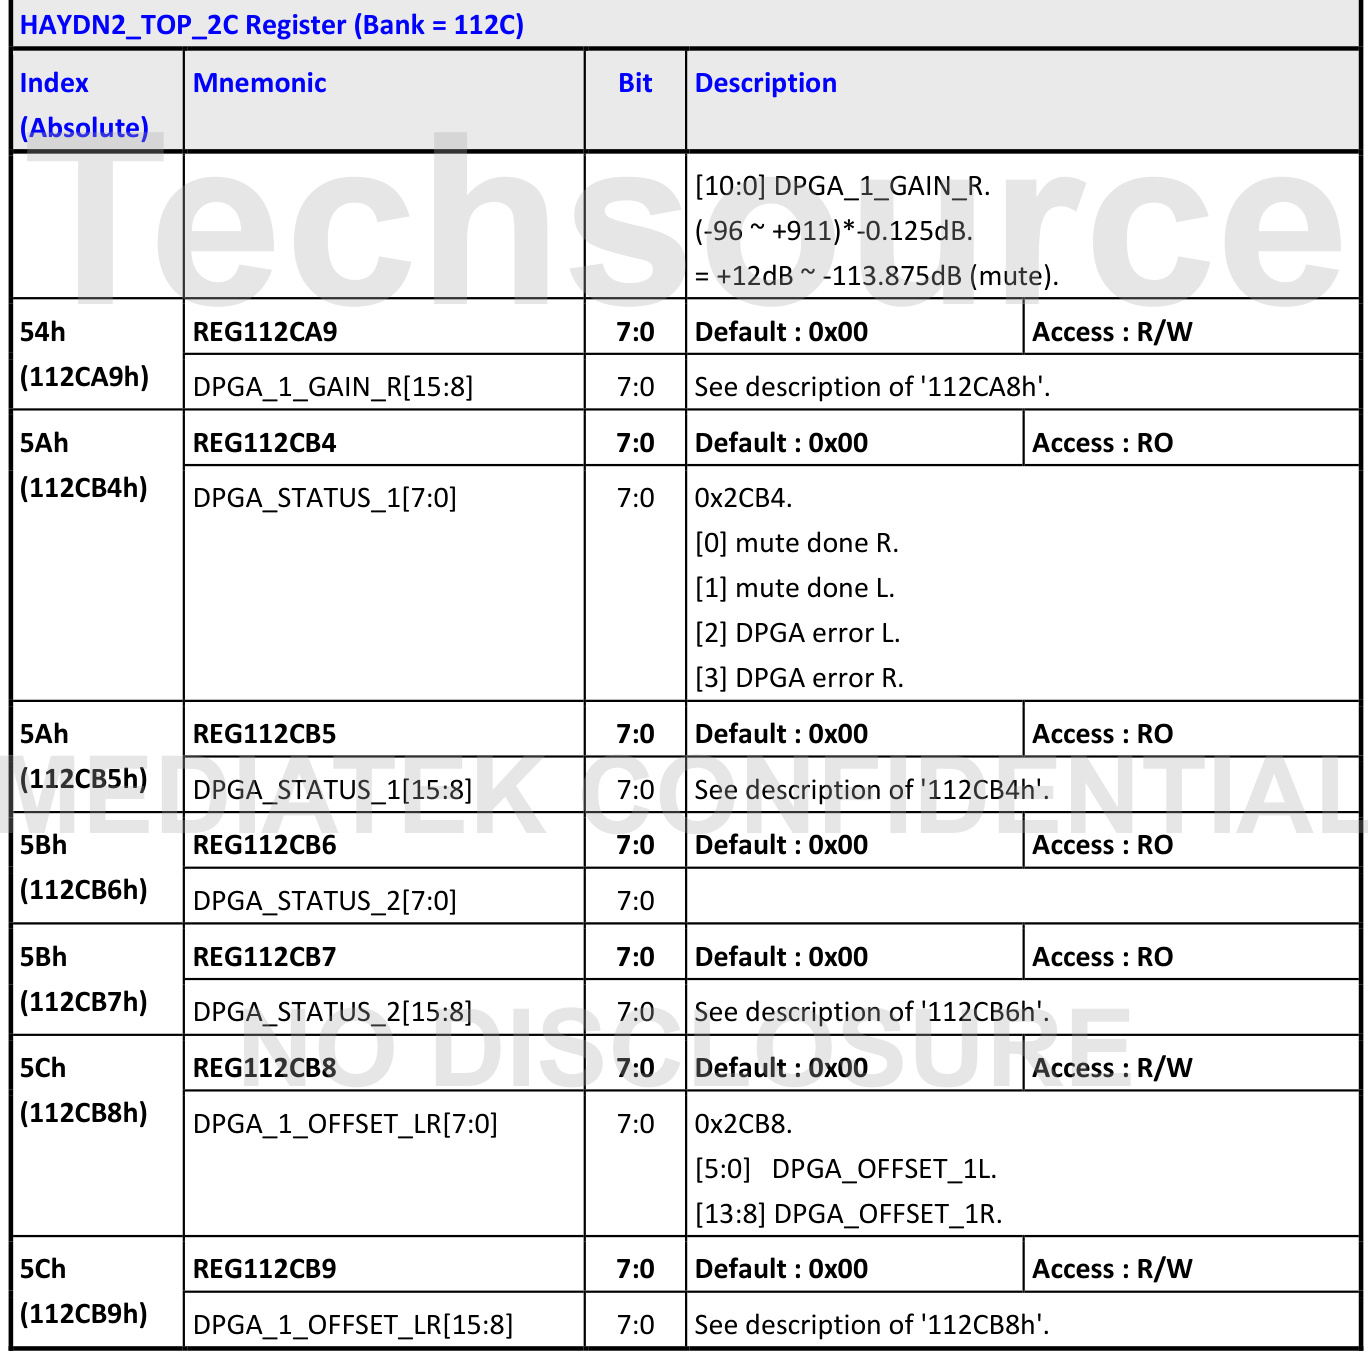 HAYDN2_TOP_2C Register (Bank = 112C)
Index (Absolute) Mnemonic Bit Description
[10:0] DPGA_1_GAIN_R.
(-96 ~ +911)*-0.125dB.
= +12dB ~ -113.875dB (mute).
54h (112CA9h) REG112CA9 7:0 Default : 0x00 Access : R/W
DPGA_1_GAIN_R[15:8] 7:0 See description of '112CA8h'.
5Ah (112CB4h) REG112CB4 7:0 Default : 0x00 Access : RO
DPGA_STATUS_1[7:0] 7:0 0x2CB4.
[0] mute done R.
[1] mute done L.
[2] DPGA error L.
[3] DPGA error R.
5Ah (112CB5h) REG112CB5 7:0 Default : 0x00 Access : RO
DPGA_STATUS_1[15:8] 7:0 See description of '112CB4h'.
5Bh (112CB6h) REG112CB6 7:0 Default : 0x00 Access : RO
DPGA_STATUS_2[7:0] 7:0
5Bh (112CB7h) REG112CB7 7:0 Default : 0x00 Access : RO
DPGA_STATUS_2[15:8] 7:0 See description of '112CB6h'.
5Ch (112CB8h) REG112CB8 7:0 Default : 0x00 Access : R/W
DPGA_1_OFFSET_LR[7:0] 7:0 0x2CB8.
[5:0] DPGA_OFFSET_1L.
[13:8] DPGA_OFFSET_1R.
5Ch (112CB9h) REG112CB9 7:0 Default : 0x00 Access : R/W
DPGA_1_OFFSET_LR[15:8] 7:0 See description of '112CB8h'.
Techsource
MEDIATEK CONFIDENTIAL
NO DISCLOSURE